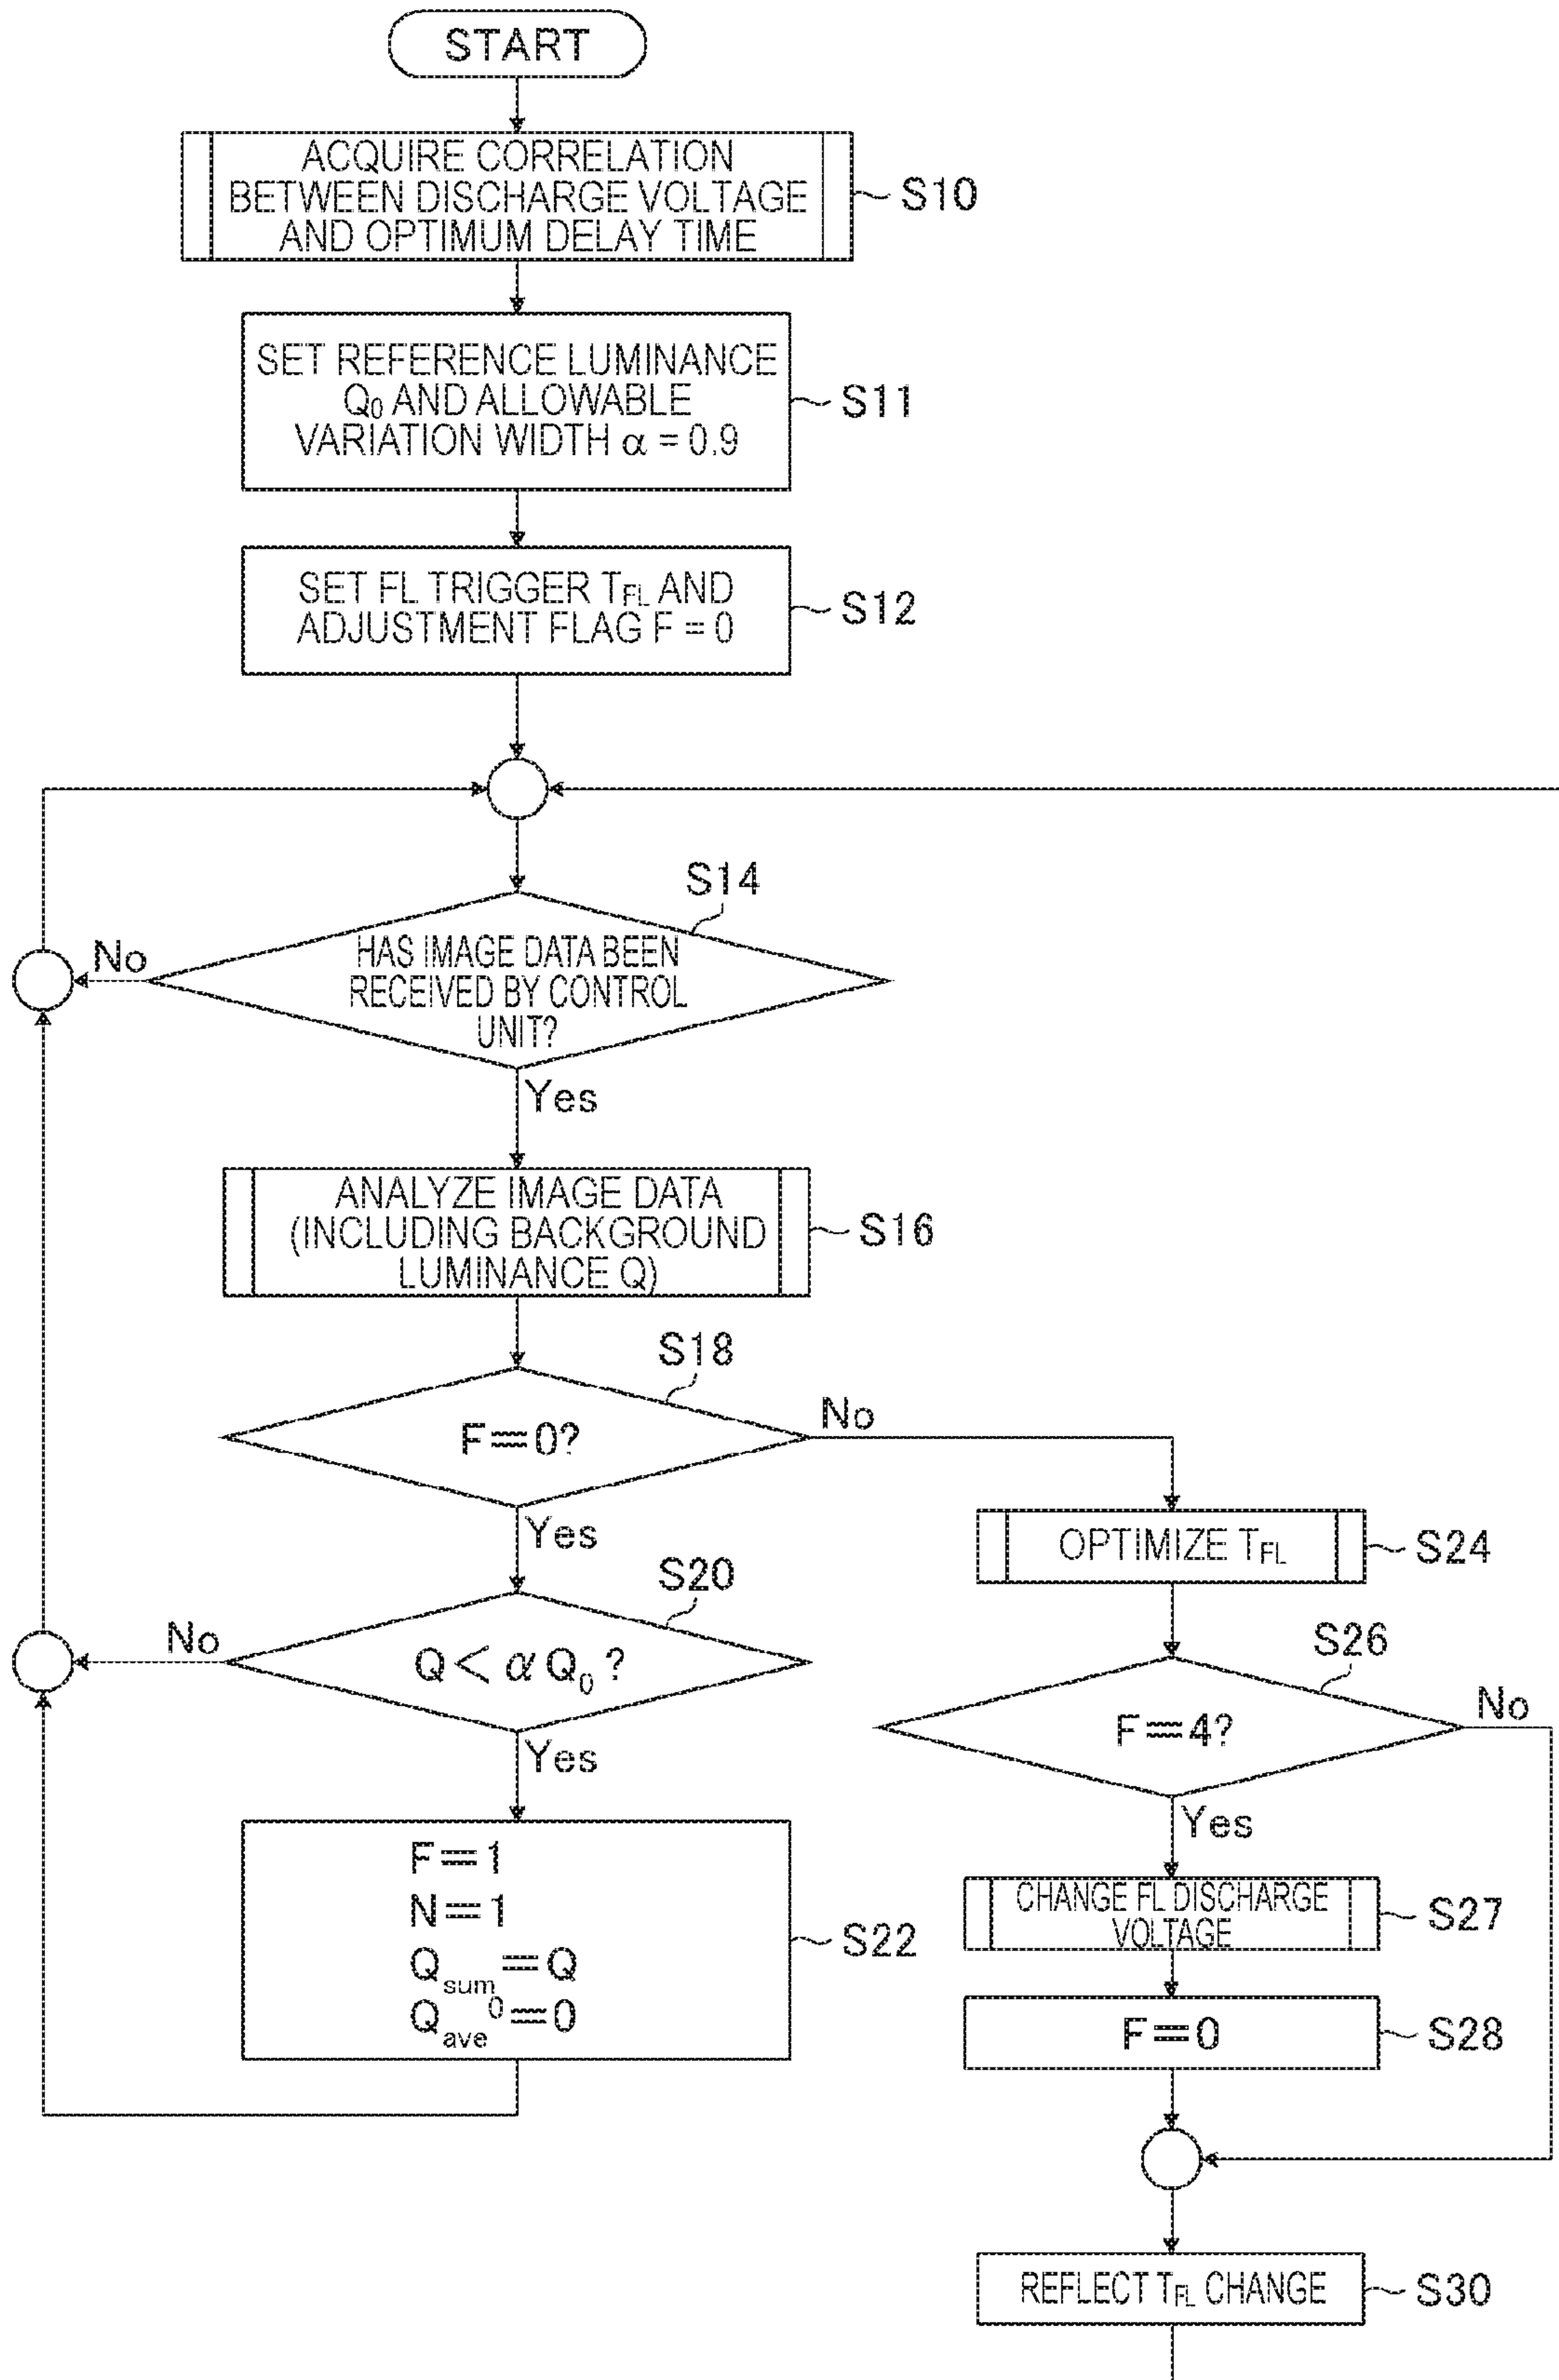 START
ACQUIRE CORRELATION
BETWEEN DISCHARGE VOLTAGE
AND OPTIMUM DELAY TIME
S10
SET REFERENCE LUMINANCE
Q0 AND ALLOWABLE
VARIATION WIDTH α = 0.9
S11
SET FL TRIGGER TFL AND
ADJUSTMENT FLAG F = 0
S12
S14
HAS IMAGE DATA BEEN
RECEIVED BY CONTROL
UNIT?
No
Yes
ANALYZE IMAGE DATA
(INCLUDING BACKGROUND
LUMINANCE Q)
S16
S18
F=0?
No
Yes
S20
Q < α Q0 ?
No
Yes
F=1
N=1
Qsum=Q
Qave0=0
S22
OPTIMIZE TFL
S24
S26
F=4?
No
Yes
CHANGE FL DISCHARGE
VOLTAGE
S27
F=0
S28
REFLECT TFL CHANGE
S30